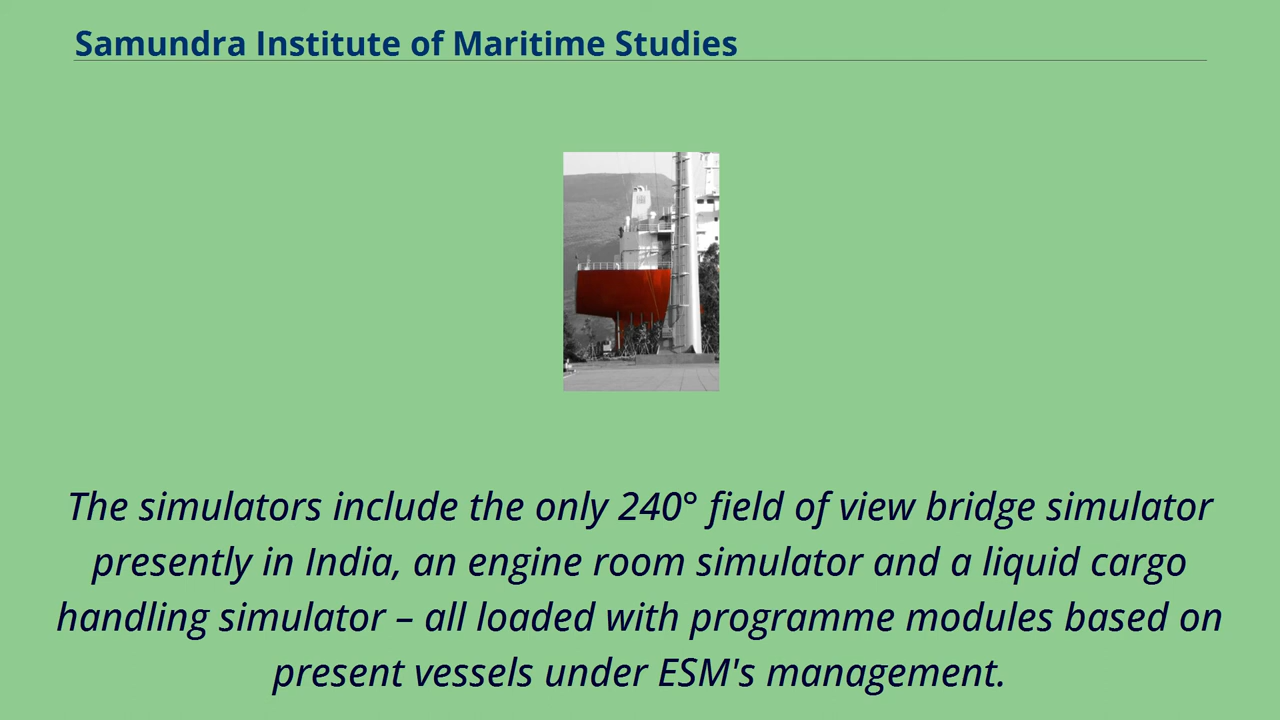 Samundra Institute of Maritime Studies
The simulators include the only 240° field of view bridge simulator
presently in India, an engine room simulator and a liquid cargo
handling simulator – all loaded with programme modules based on
present vessels under ESM's management.